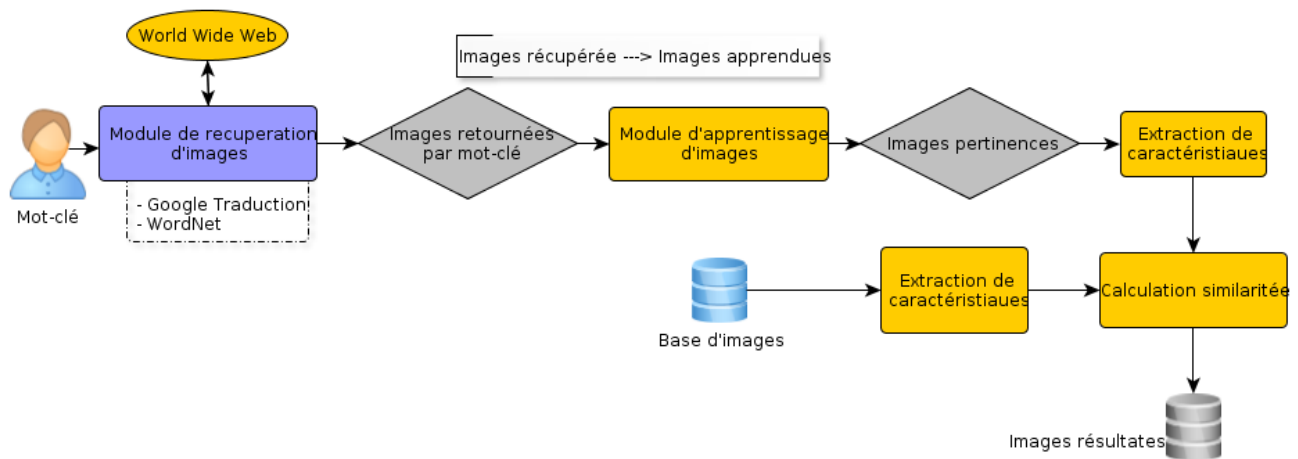 World Wide Web
Images récupérée ---> Images apprendues
Module de recuperation
d'images
Images retournées
par mot-clé
Module d'apprentissage
d'images
Images pertinences
Extraction de
caractéristiaues
Mot-clé
- Google Traduction
- WordNet
Base d'images
Extraction de
caractéristiaues
Calculation similaritée
Images résultates